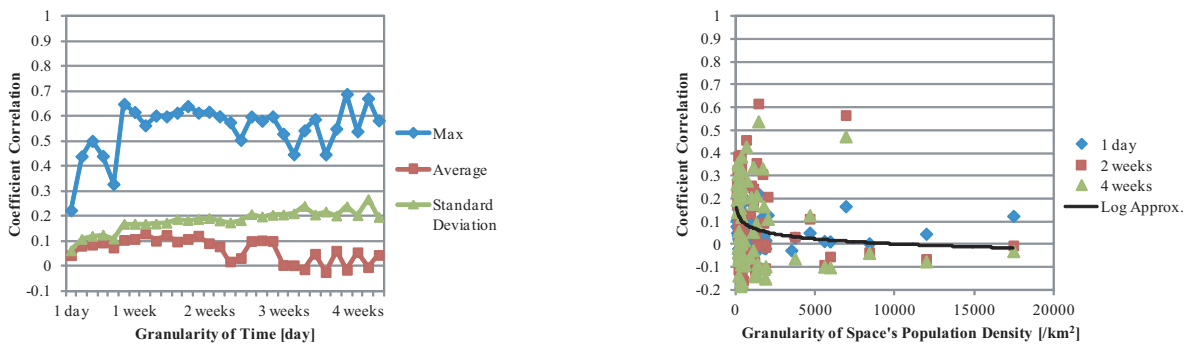 1
0.9
0.8
0.7
0.6
0.5
0.4
0.3
0.2
0.1
0
-0.1
Coefficient Correlation
1 day
1 week
2 weeks
3 weeks
4 weeks
Granularity of Time [day]
Max
Average
Standard
Deviation
1
0.9
0.8
0.7
0.6
0.5
0.4
0.3
0.2
0.1
0
-0.1
-0.2
Coefficient Correlation
0
5000
10000
15000
20000
Granularity of Space's Population Density [/km²]
1 day
2 weeks
4 weeks
Log Approx.